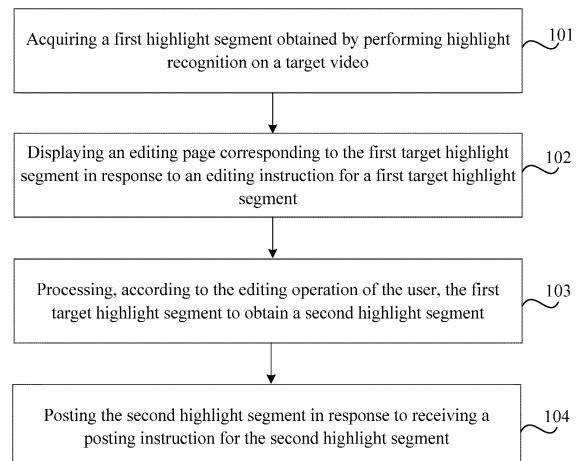 Acquiring a first highlight segment obtained by performing highlight
recognition on a target video
101
Displaying an editing page corresponding to the first target highlight
segment in response to an editing instruction for a first target highlight
segment
102
Processing, according to the editing operation of the user, the first
target highlight segment to obtain a second highlight segment
103
Posting the second highlight segment in response to receiving a
posting instruction for the second highlight segment
104